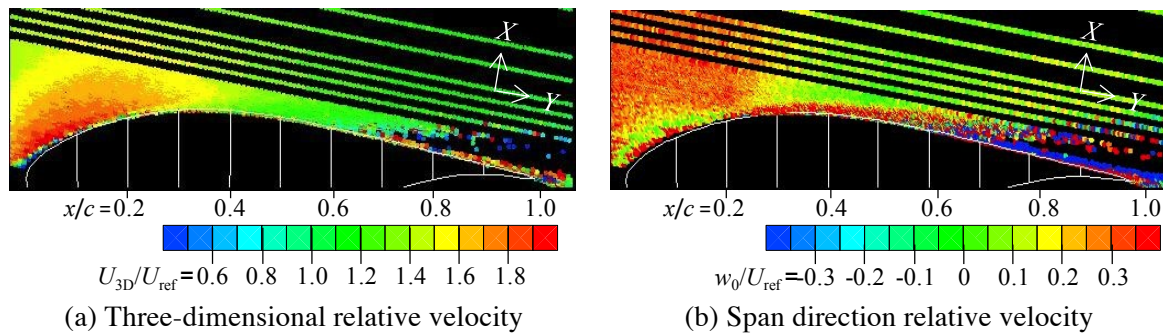 X
Y
x/c = 0.2 0.4 0.6 0.8 1.0
U3D/Uref = 0.6 0.8 1.0 1.2 1.4 1.6 1.8
(a) Three-dimensional relative velocity
X
Y
x/c = 0.2 0.4 0.6 0.8 1.0
w0/Uref = -0.3 -0.2 -0.1 0 0.1 0.2 0.3
(b) Span direction relative velocity